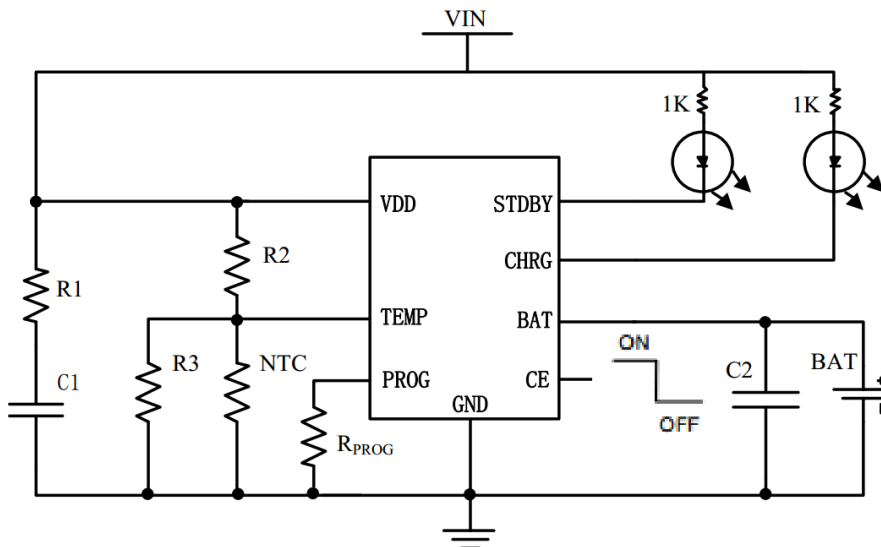 VIN
1K 1K
VDD STDBY
R2
R1 CHRG
TEMP BAT
ON
R3 NTC C2 BAT
C1 PROG CE
GND
OFF
RPROG